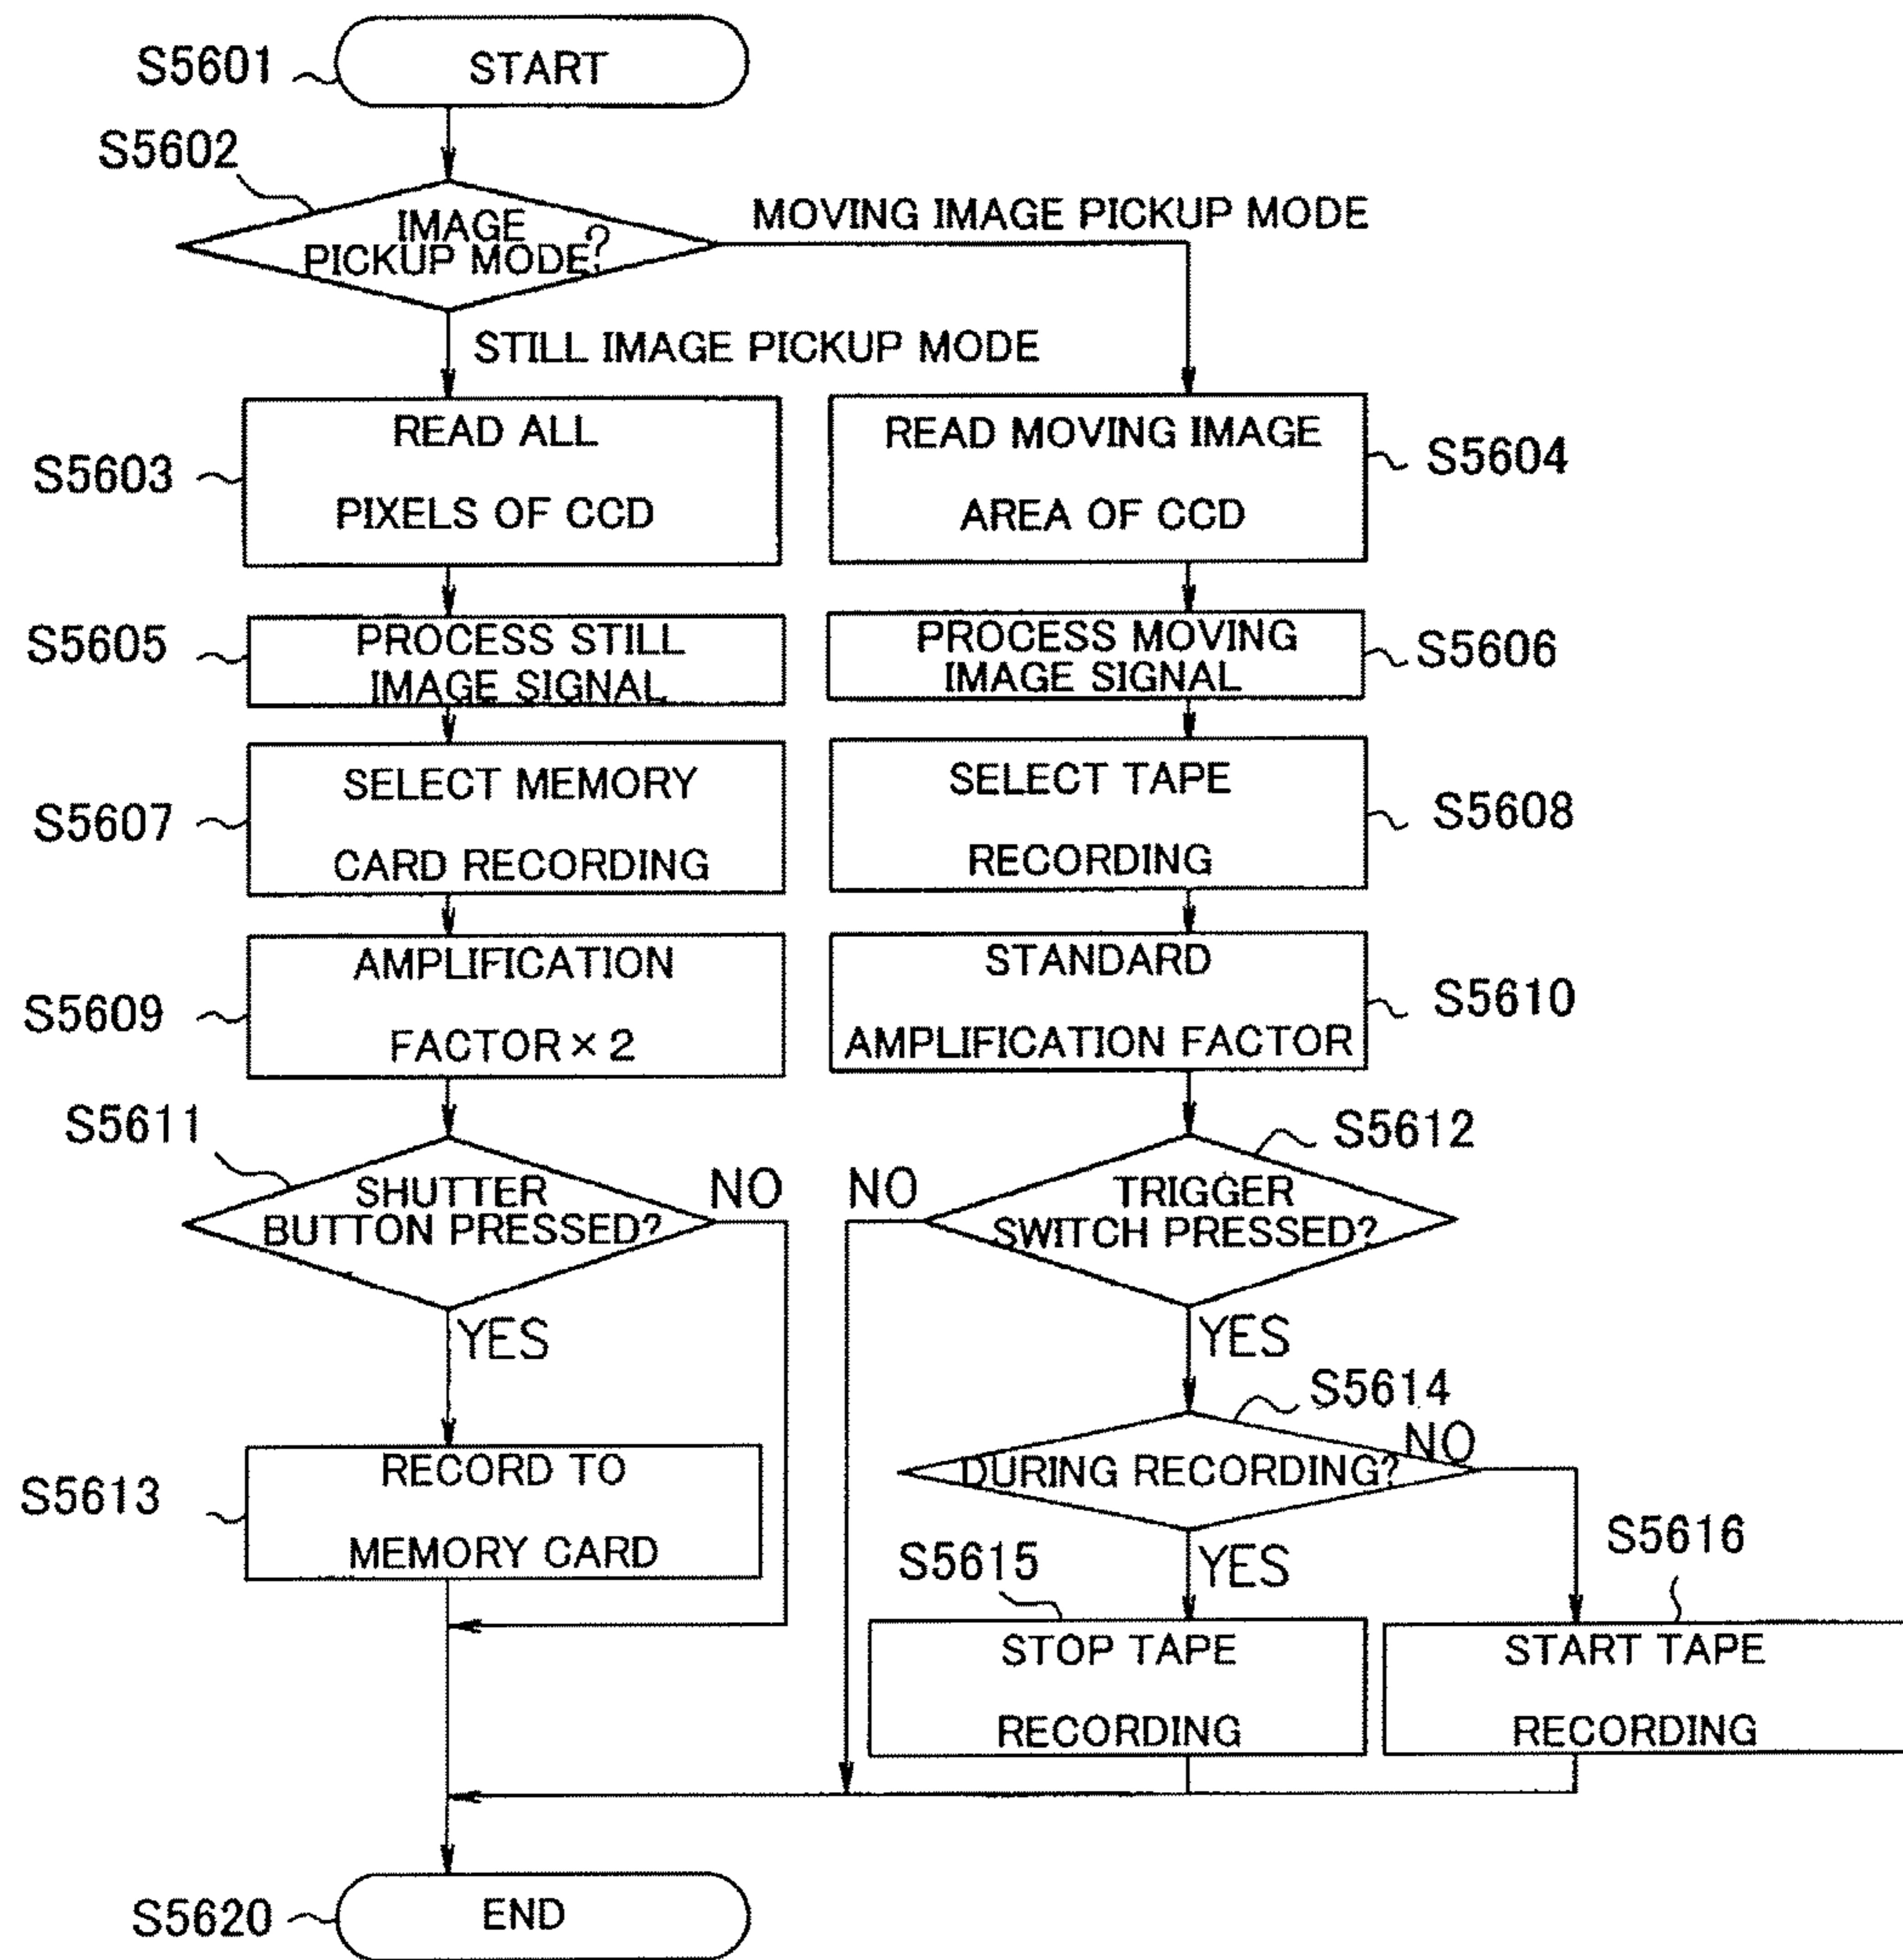 S5601
START
S5602
IMAGE
PICKUP MODE?
MOVING IMAGE PICKUP MODE
STILL IMAGE PICKUP MODE
S5603
READ ALL
PIXELS OF CCD
READ MOVING IMAGE
AREA OF CCD
S5604
S5605
PROCESS STILL
IMAGE SIGNAL
PROCESS MOVING
IMAGE SIGNAL
S5606
S5607
SELECT MEMORY
CARD RECORDING
SELECT TAPE
RECORDING
S5608
S5609
AMPLIFICATION
FACTOR×2
STANDARD
AMPLIFICATION FACTOR
S5610
S5611
SHUTTER
BUTTON PRESSED?
NO
YES
NO
TRIGGER
SWITCH PRESSED?
S5612
YES
S5613
RECORD TO
MEMORY CARD
S5614
DURING RECORDING?
NO
YES
S5615
STOP TAPE
RECORDING
S5616
START TAPE
RECORDING
S5620
END